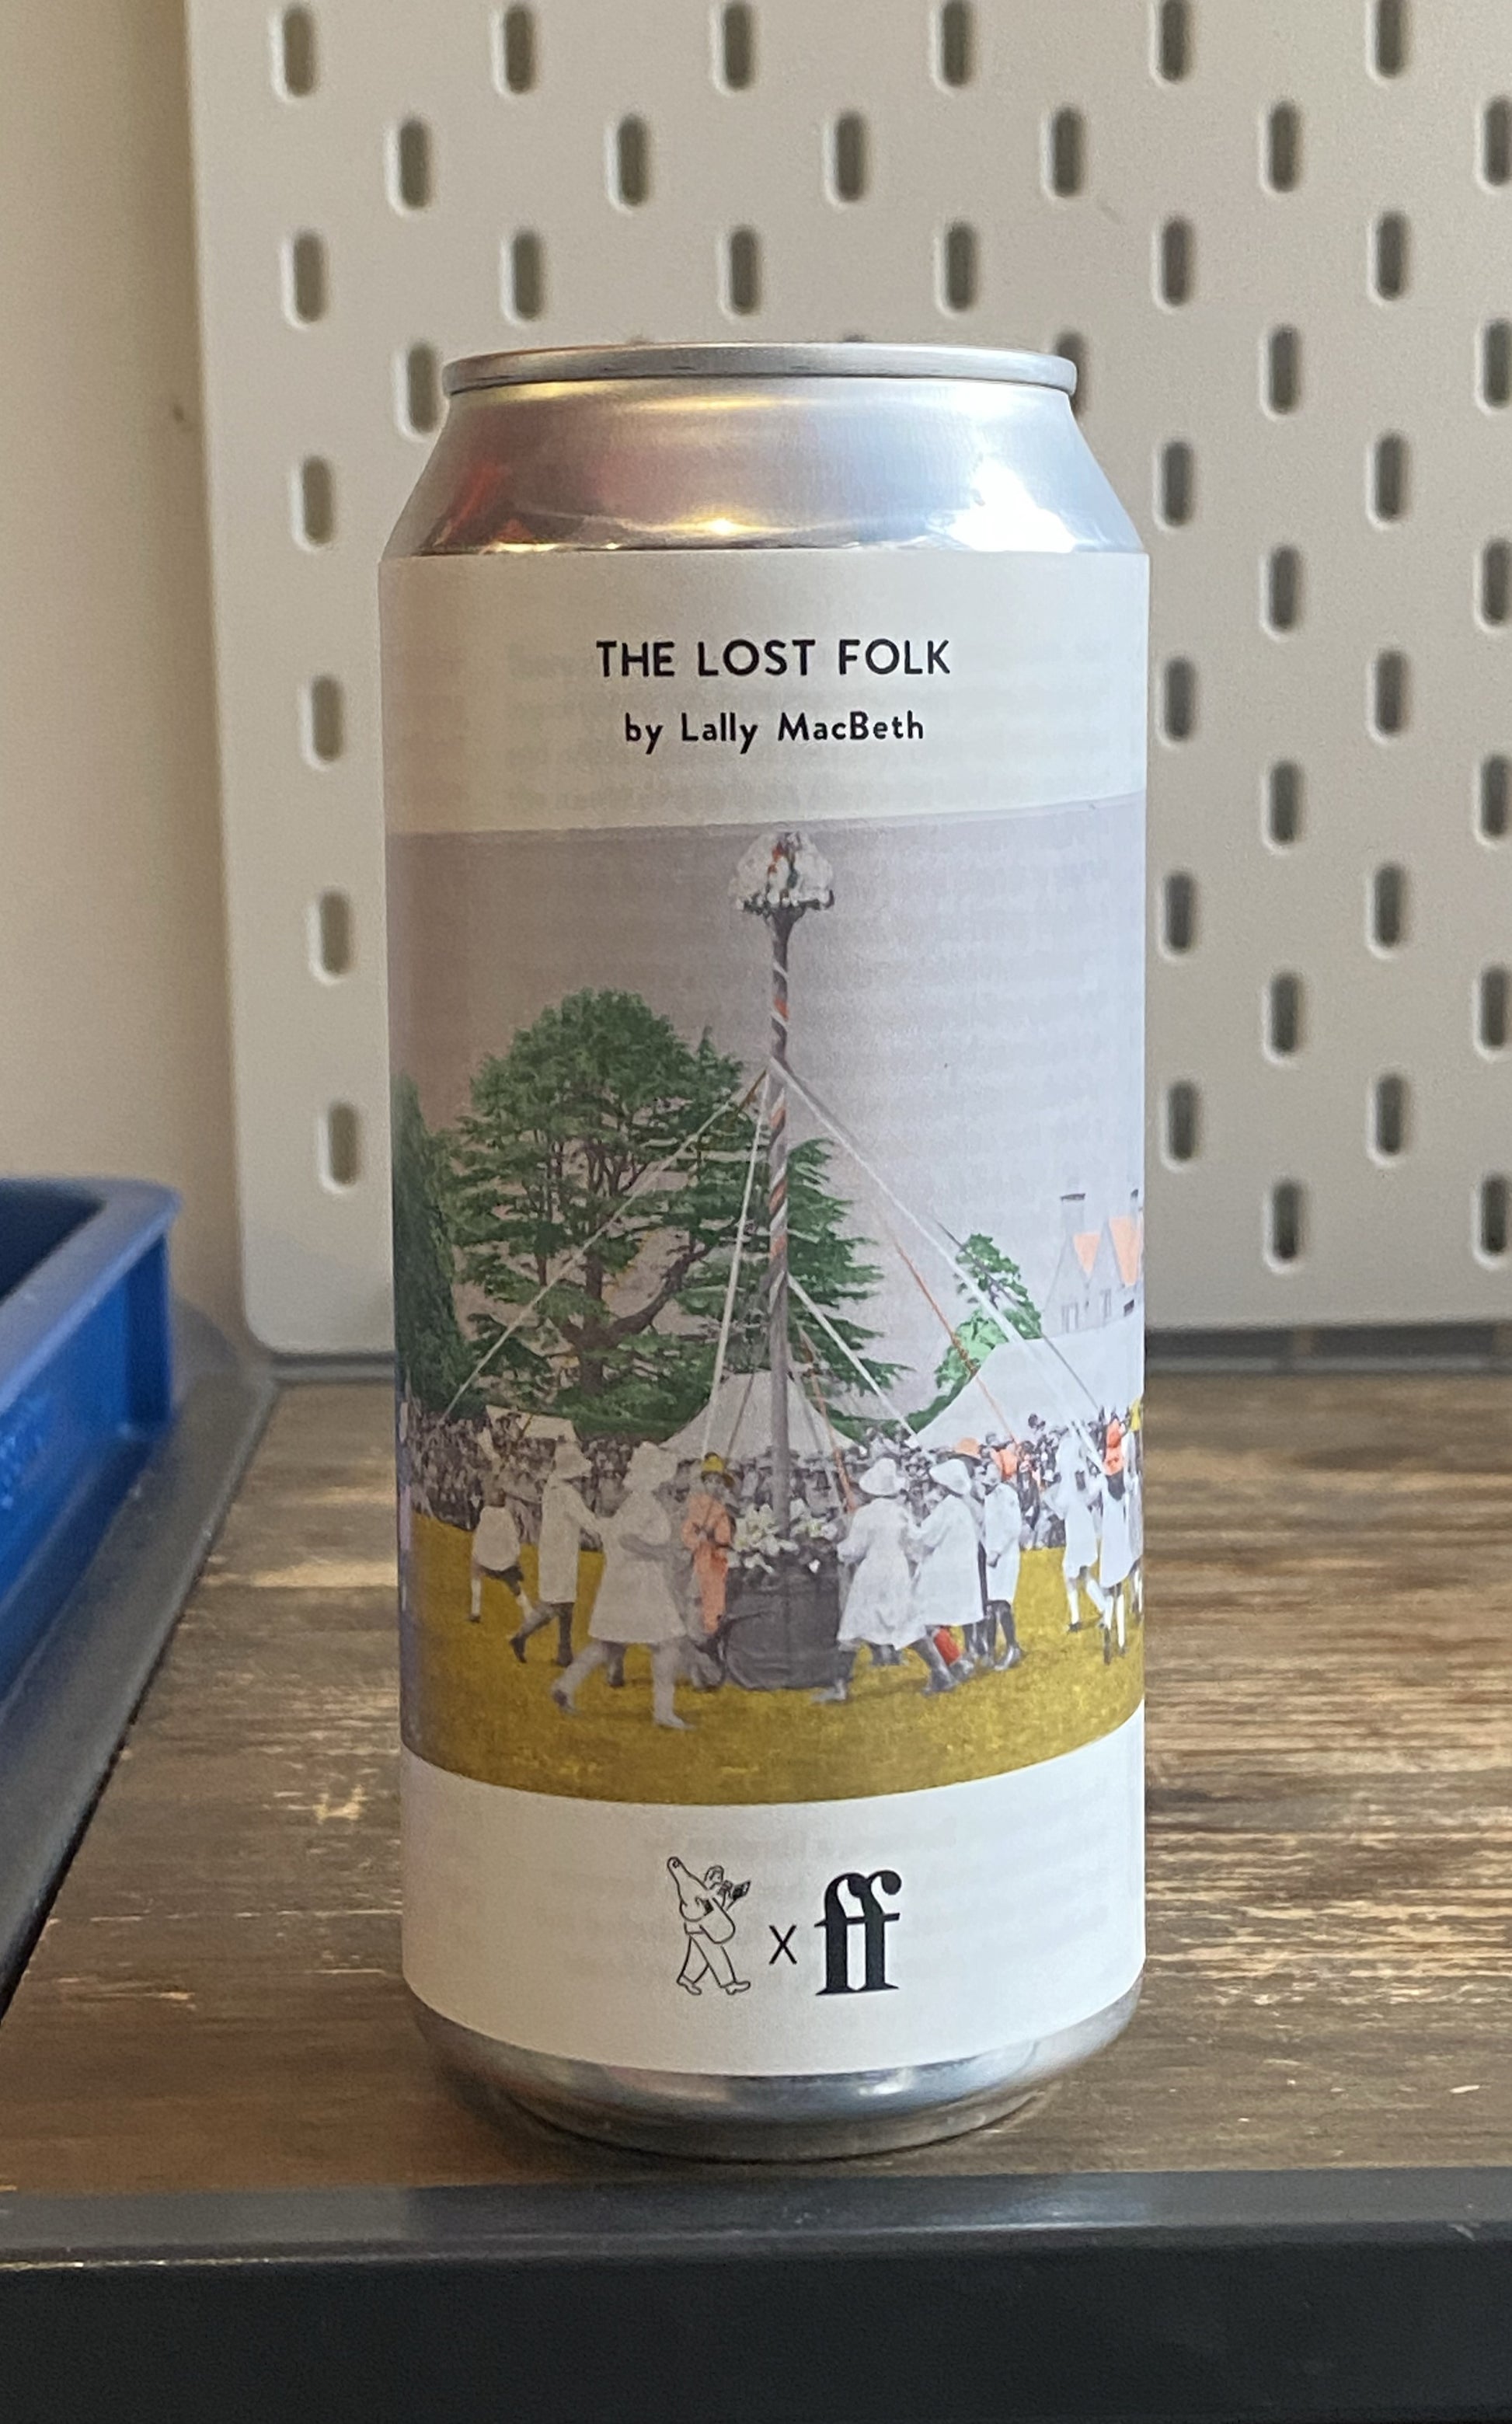 THE LOST FOLK
by Lally MacBeth
x ff